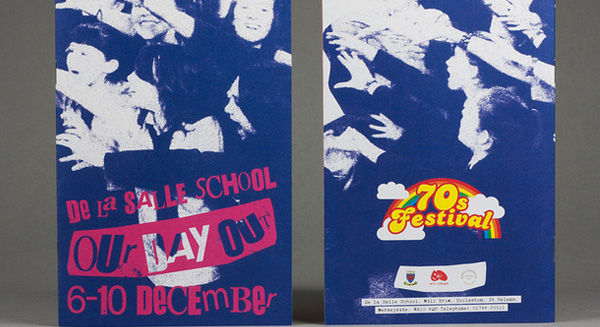 De La SALLE SCHOOL
OUr DAY OUT
6-10 DeCEmBer
70s
Festival
De La Salle School, Mill Brow, Eccleston, St Helens,
Merseyside, WA10 4QH Telephone: 01744 20511